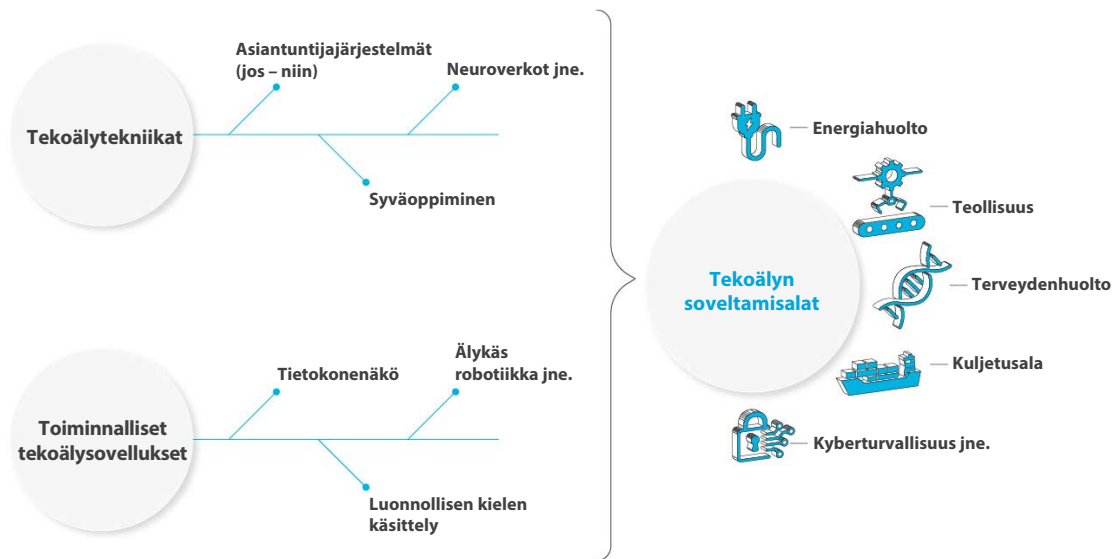 Tekoälytekniikat
Asiantuntijajärjestelmät
(jos – niin)
Neuroverkot jne.
Syväoppiminen
Toiminnalliset
tekoälysovellukset
Tietokonenäkö
Älykäs
robotiikka jne.
Luonnollisen kielen
käsittely
Tekoälyn
soveltamisalat
Energiahuolto
Teollisuus
Terveydenhuolto
Kuljetusala
Kyberturvallisuus jne.